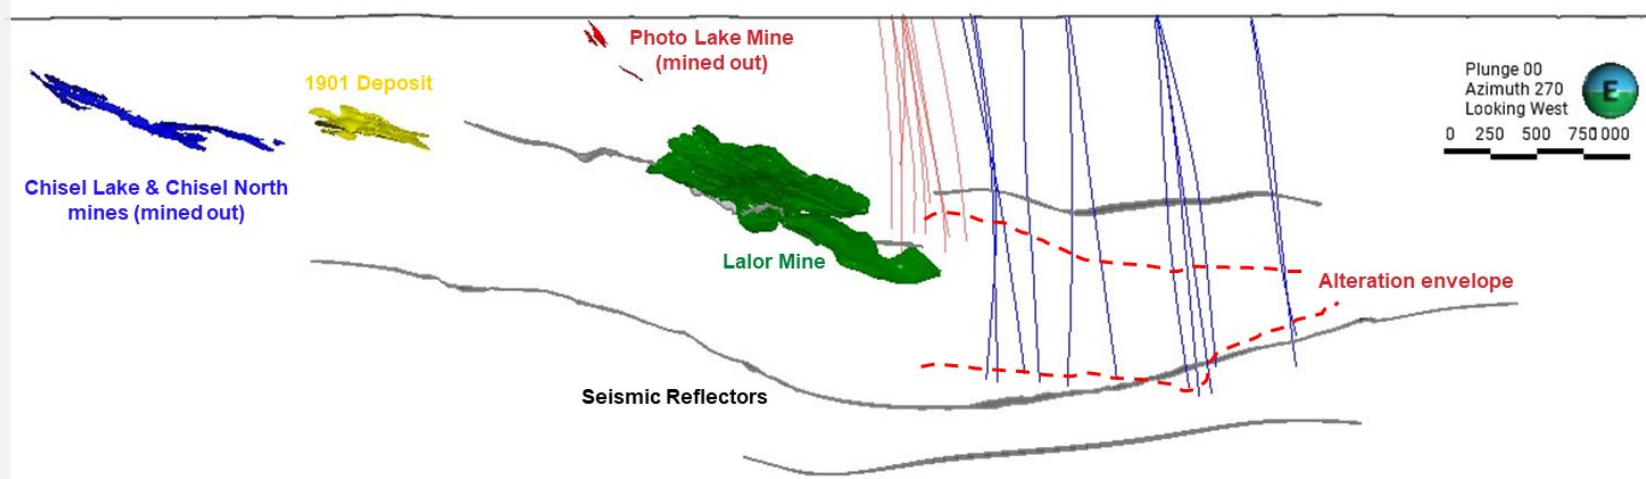 Photo Lake Mine
(mined out)
1901 Deposit
Plunge 00
Azimuth 270
Looking West
E
0 250 500 750 1000
Chisel Lake & Chisel North
mines (mined out)
Lalor Mine
Alteration envelope
Seismic Reflectors